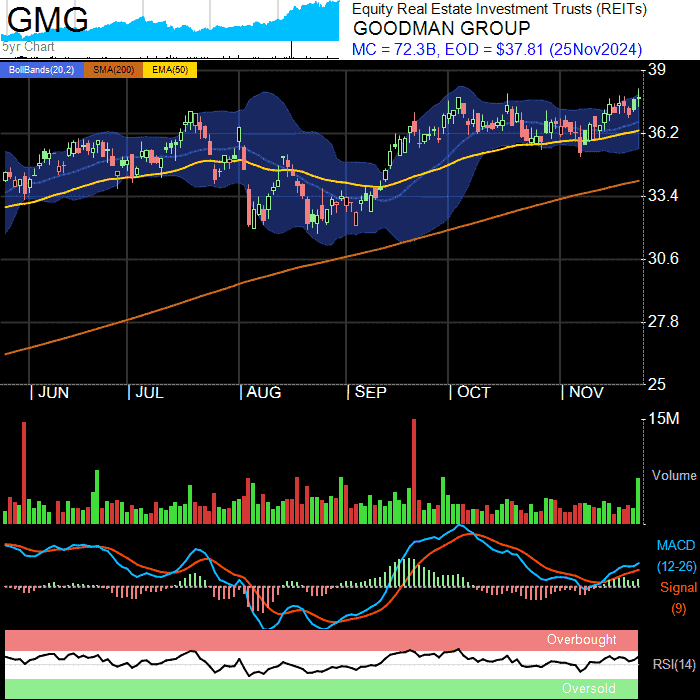 GMG
5yr Chart
Equity Real Estate Investment Trusts (REITs)
GOODMAN GROUP
MC = 72.3B, EOD = $37.81 (25Nov2024)
BollBands(20,2) SMA(200) EMA(50)
39
36.2
33.4
30.6
27.8
25
JUN JUL AUG SEP OCT NOV
15M
Volume
MACD
(12-26)
Signal
(9)
Overbought
RSI(14)
Oversold